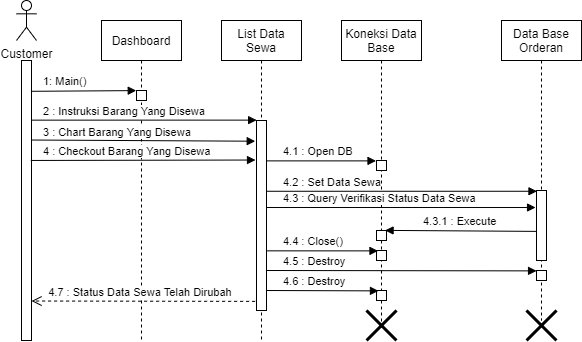 Customer
Dashboard
List Data
Sewa
Koneksi Data
Base
Data Base
Orderan
1: Main()
2 : Instruksi Barang Yang Disewa
3 : Chart Barang Yang Disewa
4 : Checkout Barang Yang Disewa
4.1 : Open DB
4.2 : Set Data Sewa
4.3 : Query Verifikasi Status Data Sewa
4.3.1 : Execute
4.4 : Close()
4.5 : Destroy
4.6 : Destroy
4.7 : Status Data Sewa Telah Dirubah